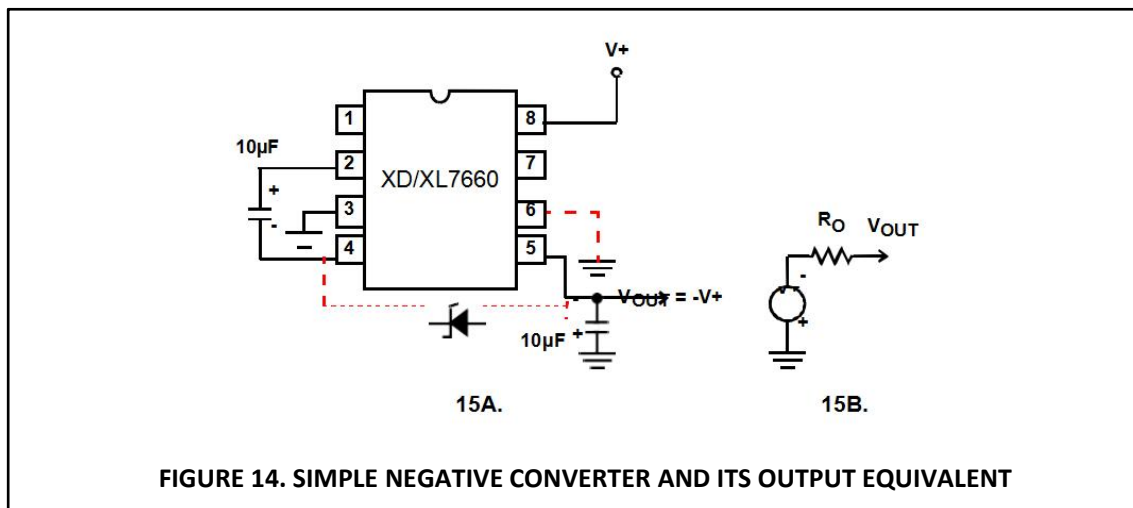 V+
1
8
10µF
2
7
XD/XL7660
+
3
6
-
4
5
RO
VOUT
-
VOUT = -V+
-
10µF +
+
15A.
15B.
FIGURE 14. SIMPLE NEGATIVE CONVERTER AND ITS OUTPUT EQUIVALENT